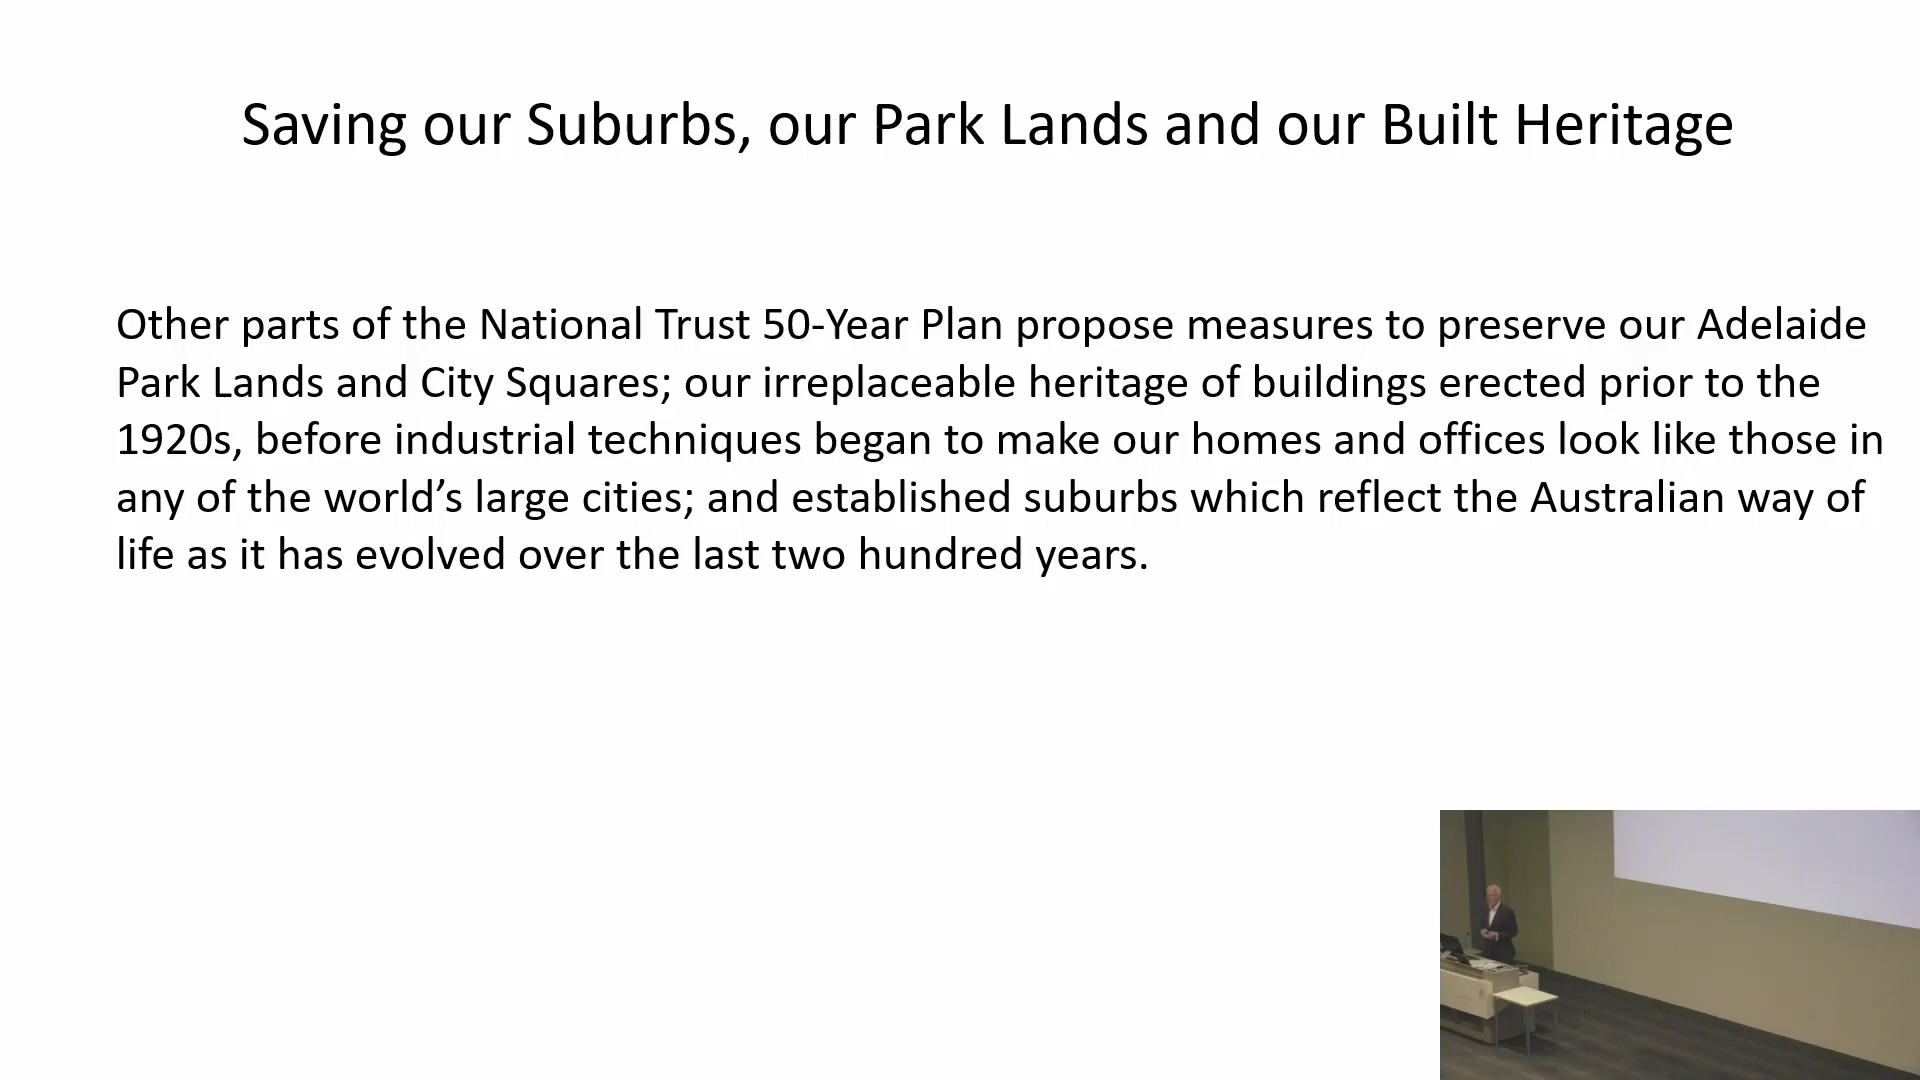 Saving our Suburbs, our Park Lands and our Built Heritage
Other parts of the National Trust 50-Year Plan propose measures to preserve our Adelaide
Park Lands and City Squares; our irreplaceable heritage of buildings erected prior to the
1920s, before industrial techniques began to make our homes and offices look like those in
any of the world’s large cities; and established suburbs which reflect the Australian way of
life as it has evolved over the last two hundred years.